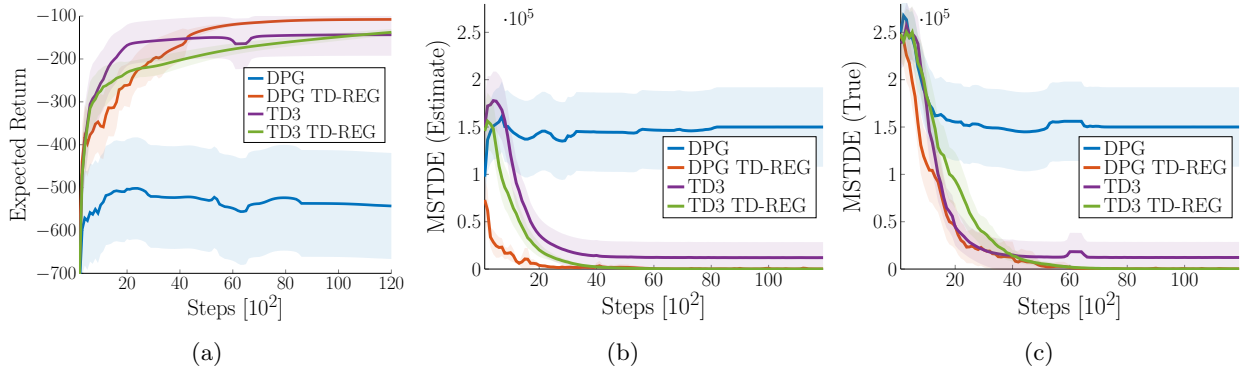 −100
−200
−300
−400
−500
−600
−700
Expected Return
DPG
DPG TD-REG
TD3
TD3 TD-REG
20 40 60 80 100 120
Steps [10²]
(a)
·10⁵
2.5
2
1.5
1
0.5
0
MSTDE (Estimate)
DPG
DPG TD-REG
TD3
TD3 TD-REG
20 40 60 80 100
Steps [10²]
(b)
·10⁵
2.5
2
1.5
1
0.5
0
MSTDE (True)
DPG
DPG TD-REG
TD3
TD3 TD-REG
20 40 60 80 100
Steps [10²]
(c)